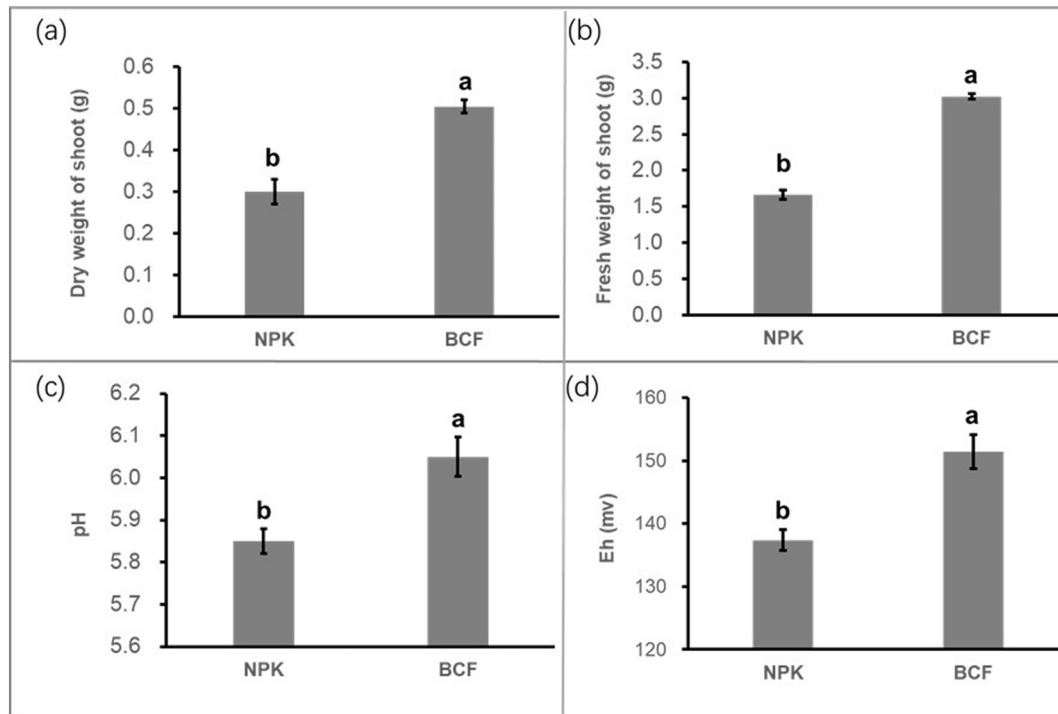 (a)
Dry weight of shoot (g)
0.6
0.5
0.4
0.3
0.2
0.1
0.0
b
a
NPK
BCF
(b)
Fresh weight of shoot (g)
3.5
3.0
2.5
2.0
1.5
1.0
0.5
0.0
b
a
NPK
BCF
(c)
pH
6.2
6.1
6.0
5.9
5.8
5.7
5.6
b
a
NPK
BCF
(d)
Eh (mv)
160
150
140
130
120
b
a
NPK
BCF